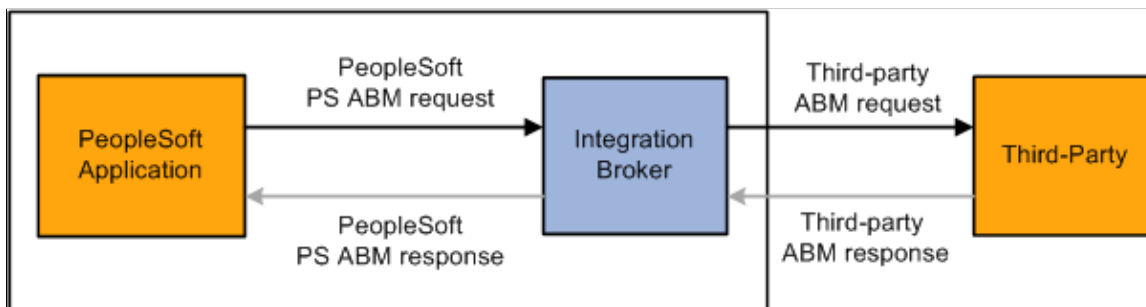 PeopleSoft
Application
PeopleSoft
PS ABM request
PeopleSoft
PS ABM response
Integration
Broker
Third-party
ABM request
Third-party
ABM response
Third-Party